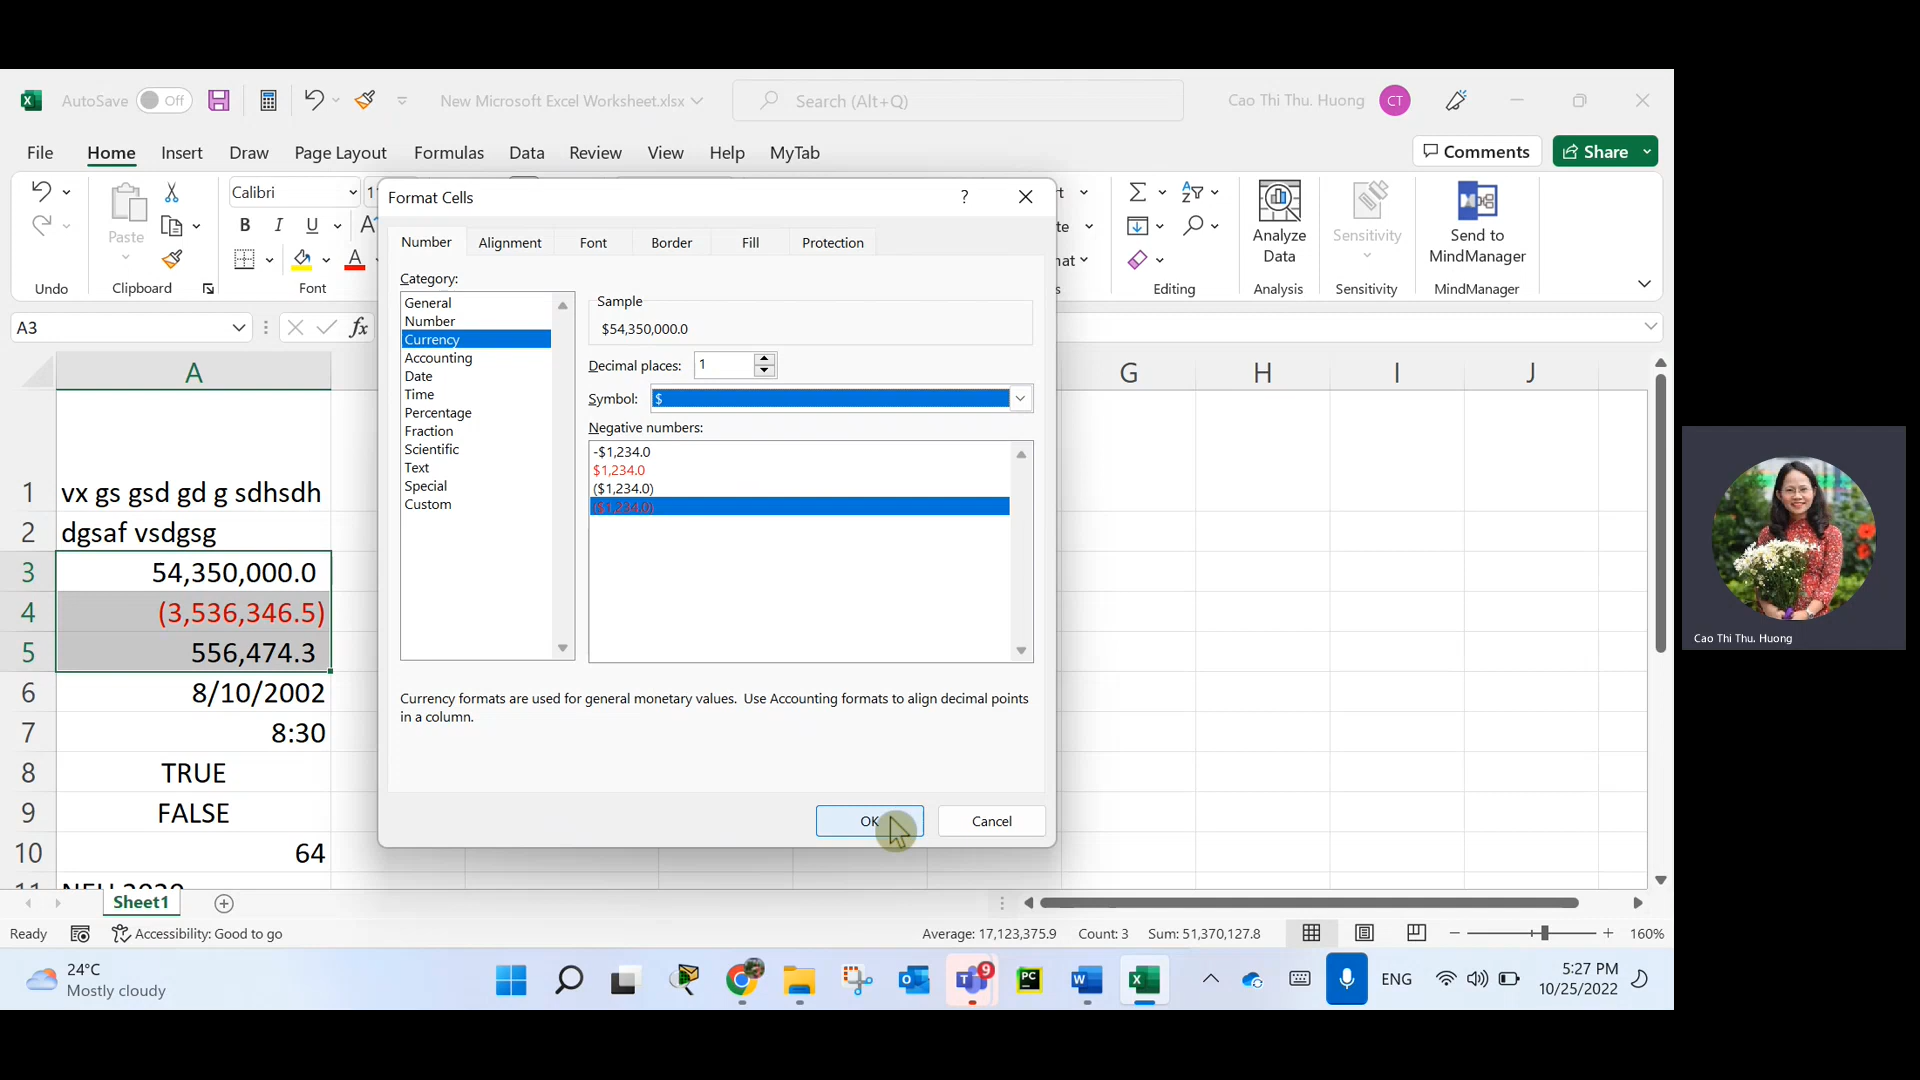 AutoSave Off New Microsoft Excel Worksheet.xlsx Search (Alt+Q) Cao Thi Thu. Huong CT
File Home Insert Draw Page Layout Formulas Data Review View Help MyTab Comments Share
Calibri
Paste
B I U
Analyze Data
Sensitivity
Send to MindManager
Undo Clipboard Font Editing Analysis Sensitivity MindManager
A3 fx
Format Cells ?
Number Alignment Font Border Fill Protection
Category:
General
Number
Currency
Accounting
Date
Time
Percentage
Fraction
Scientific
Text
Special
Custom
Sample
$54,350,000.0
Decimal places: 1
Symbol: $
Negative numbers:
-$1,234.0
$1,234.0
($1,234.0)
($1,234.0)
Currency formats are used for general monetary values. Use Accounting formats to align decimal points
in a column.
OK Cancel
A G H I J
1 vx gs gsd gd g sdhsdh
2 dgsaf vsdgsg
3 54,350,000.0
4 (3,536,346.5)
5 556,474.3
6 8/10/2002
7 8:30
8 TRUE
9 FALSE
10 64
Sheet1
Ready Accessibility: Good to go Average: 17,123,375.9 Count: 3 Sum: 51,370,127.8 160%
24°C
Mostly cloudy
9
PC
W
ENG
5:27 PM
10/25/2022
Cao Thi Thu. Huong